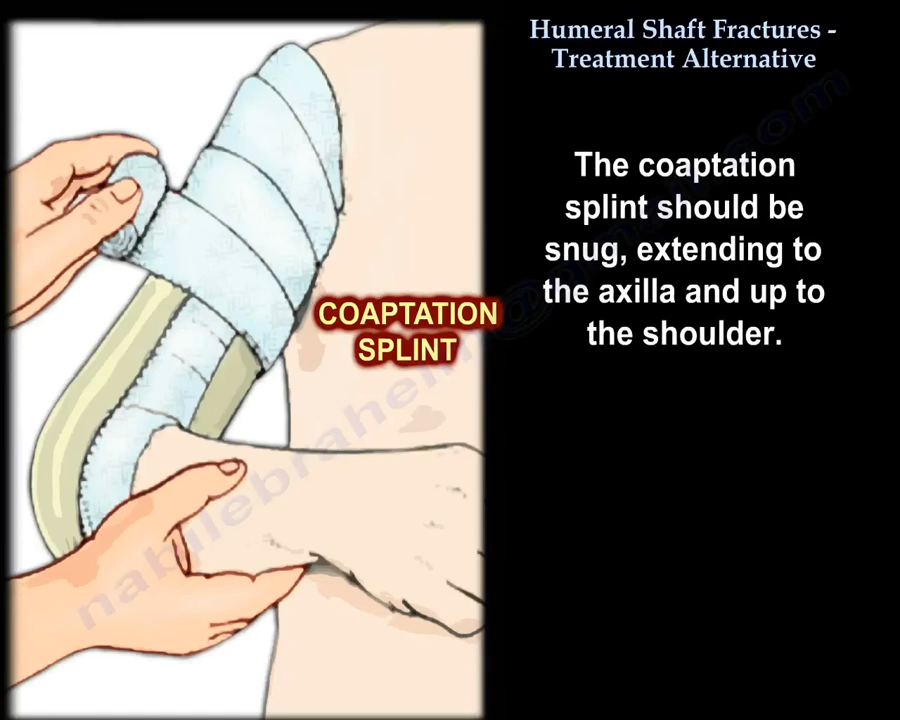 Humeral Shaft Fractures -
Treatment Alternative
The coaptation
splint should be
snug, extending to
the axilla and up to
the shoulder.
COAPTATION
SPLINT